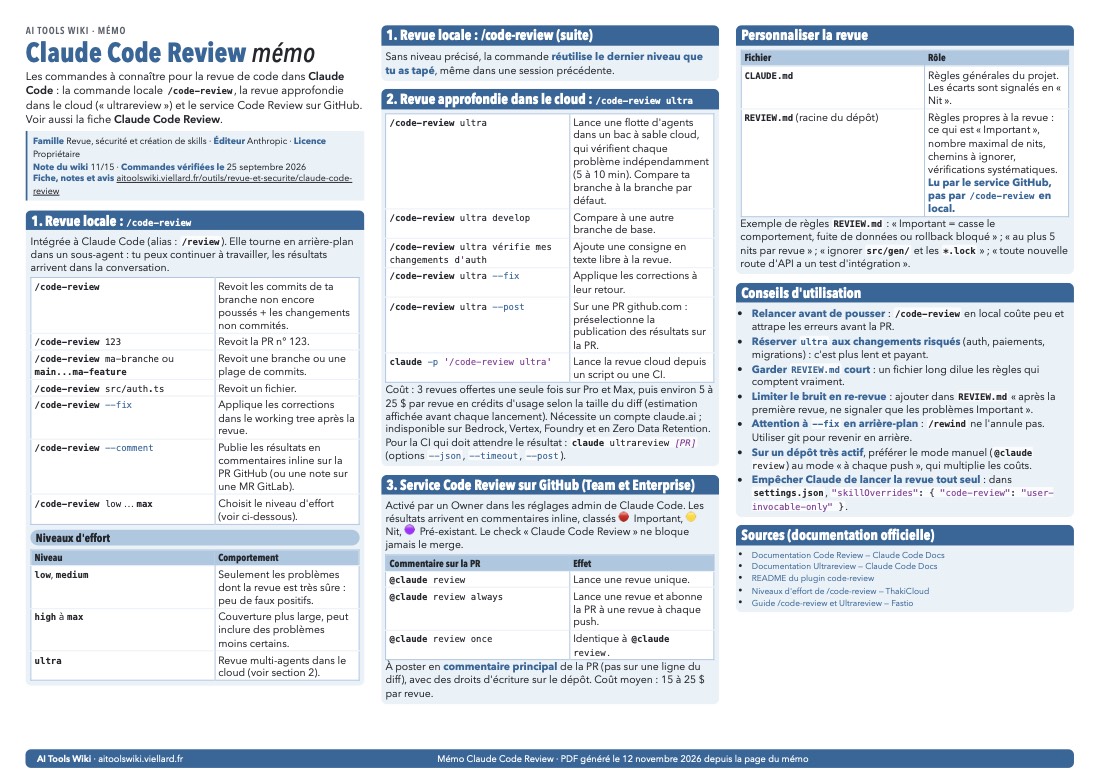 AI TOOLS WIKI · MÉMO
Claude Code Review mémo
Les commandes à connaître pour la revue de code dans Claude
Code : la commande locale /code-review, la revue approfondie
dans le cloud (« ultrareview ») et le service Code Review sur GitHub.
Voir aussi la fiche Claude Code Review.
Famille Revue, sécurité et création de skills · Éditeur Anthropic · Licence
Propriétaire
Note du wiki 11/15 · Commandes vérifiées le 25 septembre 2026
Fiche, notes et avis aitoolswiki.viellard.fr/outils/revue-et-securite/claude-code-
review
1. Revue locale : /code-review
Intégrée à Claude Code (alias : /review). Elle tourne en arrière-plan
dans un sous-agent : tu peux continuer à travailler, les résultats
arrivent dans la conversation.
/code-review Revoit les commits de ta
branche non encore
poussés + les changements
non commités.
/code-review 123 Revoit la PR n° 123.
/code-review ma-branche ou Revoit une branche ou une
main...ma-feature plage de commits.
/code-review src/auth.ts Revoit un fichier.
/code-review --fix Applique les corrections
dans le working tree après la
revue.
/code-review --comment Publie les résultats en
commentaires inline sur la
PR GitHub (ou une note sur
une MR GitLab).
/code-review low … max Choisit le niveau d'effort
(voir ci-dessous).
Niveaux d'effort
Niveau Comportement
low, medium Seulement les problèmes
dont la revue est très sûre :
peu de faux positifs.
high à max Couverture plus large, peut
inclure des problèmes
moins certains.
ultra Revue multi-agents dans le
cloud (voir section 2).
1. Revue locale : /code-review (suite)
Sans niveau précisé, la commande réutilise le dernier niveau que
tu as tapé, même dans une session précédente.
2. Revue approfondie dans le cloud : /code-review ultra
/code-review ultra Lance une flotte d'agents
dans un bac à sable cloud,
qui vérifient chaque
problème indépendamment
(5 à 10 min). Compare ta
branche à la branche par
défaut.
/code-review ultra develop Compare à une autre
branche de base.
/code-review ultra vérifie mes Ajoute une consigne en
changements d'auth texte libre à la revue.
/code-review ultra --fix Applique les corrections à
leur retour.
/code-review ultra --post Sur une PR github.com :
préselectionne la
publication des résultats sur
la PR.
claude -p '/code-review ultra' Lance la revue cloud depuis
un script ou une CI.
Coût : 3 revues offertes une seule fois sur Pro et Max, puis environ 5 à
25 $ par revue en crédits d'usage selon la taille du diff (estimation
affichée avant chaque lancement). Nécessite un compte claude.ai ;
indisponible sur Bedrock, Vertex, Foundry et en Zero Data Retention.
Pour la CI qui doit attendre le résultat : claude ultrareview [PR]
(options --json, --timeout, --post).
3. Service Code Review sur GitHub (Team et Enterprise)
Activé par un Owner dans les réglages admin de Claude Code. Les
résultats arrivent en commentaires inline, classés Important,
Nit, Pré-existant. Le check « Claude Code Review » ne bloque
jamais le merge.
Commentaire sur la PR Effet
@claude review Lance une revue unique.
@claude review always Lance une revue et abonne
la PR à une revue à chaque
push.
@claude review once Identique à @claude
review.
À poster en commentaire principal de la PR (pas sur une ligne du
diff), avec des droits d'écriture sur le dépôt. Coût moyen : 15 à 25 $
par revue.
Personnaliser la revue
Fichier Rôle
CLAUDE.md Règles générales du projet.
Les écarts sont signalés en «
Nit ».
REVIEW.md (racine du dépôt) Règles propres à la revue :
ce qui est « Important »,
nombre maximal de nits,
chemins à ignorer,
vérifications systématiques.
Lu par le service GitHub,
pas par /code-review en
local.
Exemple de règles REVIEW.md : « Important = casse le
comportement, fuite de données ou rollback bloqué » ; « au plus 5
nits par revue » ; « ignorer src/gen/ et les *.lock » ; « toute nouvelle
route d'API a un test d'intégration ».
Conseils d'utilisation
• Relancer avant de pousser : /code-review en local coûte peu et
attrape les erreurs avant la PR.
• Réserver ultra aux changements risqués (auth, paiements,
migrations) : c'est plus lent et payant.
• Garder REVIEW.md court : un fichier long dilue les règles qui
comptent vraiment.
• Limiter le bruit en re-revue : ajouter dans REVIEW.md « après la
première revue, ne signaler que les problèmes Important ».
• Attention à --fix en arrière-plan : /rewind ne l'annule pas.
Utiliser git pour revenir en arrière.
• Sur un dépôt très actif, préférer le mode manuel (@claude
review) au mode « à chaque push », qui multiplie les coûts.
• Empêcher Claude de lancer la revue tout seul : dans
settings.json, "skillOverrides": { "code-review": "user-
invocable-only" }.
Sources (documentation officielle)
• Documentation Code Review – Claude Code Docs
• Documentation Ultrareview – Claude Code Docs
• README du plugin code-review
• Niveaux d'effort de /code-review – ThakiCloud
• Guide /code-review et Ultrareview – Fastio
AI Tools Wiki · aitoolswiki.viellard.fr
Mémo Claude Code Review · PDF généré le 12 novembre 2026 depuis la page du mémo